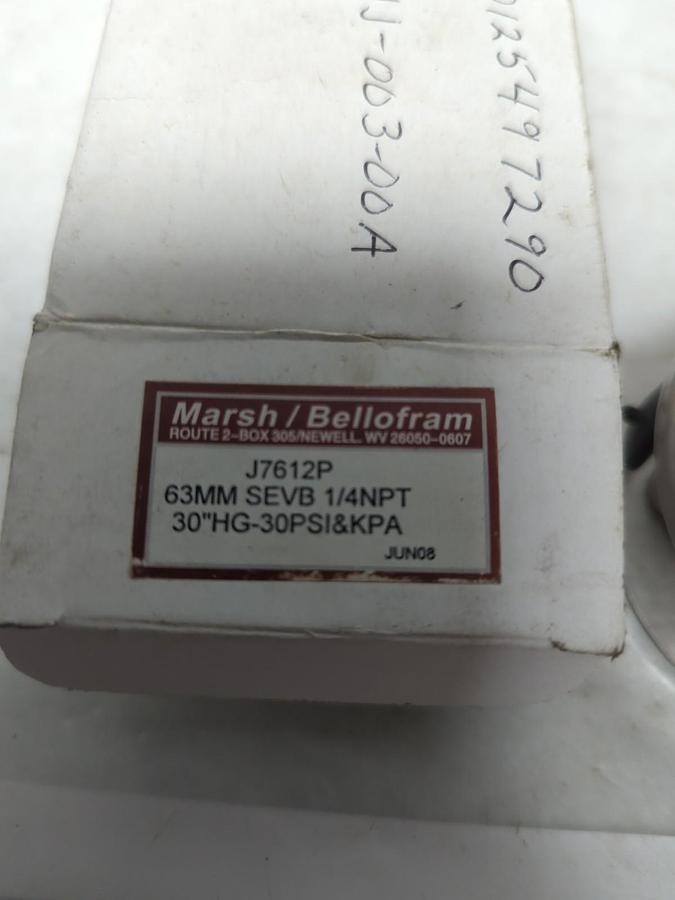 0125497290
-003-00A
Marsh / Bellofram
ROUTE 2-BOX 305/NEWELL, WV 26050-0607
J7612P
63MM SEVB 1/4NPT
30"HG-30PSI&KPA
JUN08